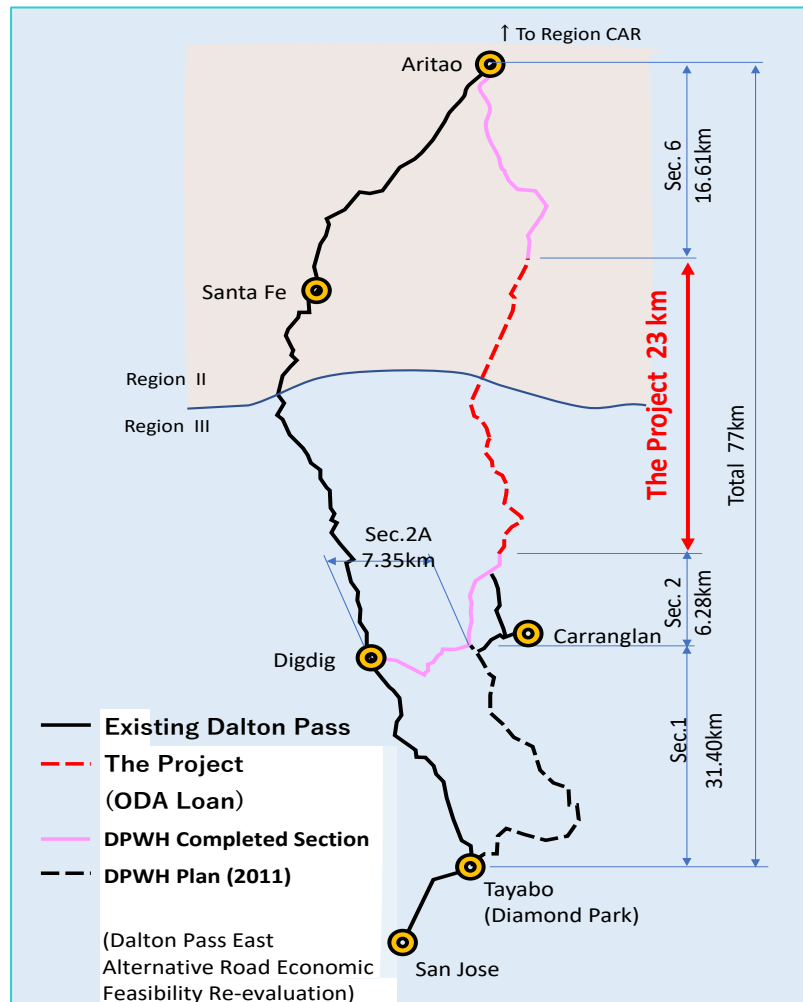 ↑ To Region CAR
Aritao
Sec. 6
16.61km
Santa Fe
The Project 23 km
Total 77km
Region II
Region III
Sec.2A
7.35km
Sec. 2
6.28km
Carranglan
Digdig
Sec.1
31.40km
Existing Dalton Pass
The Project
(ODA Loan)
DPWH Completed Section
DPWH Plan (2011)
Tayabo
(Diamond Park)
(Dalton Pass East
Alternative Road Economic
Feasibility Re-evaluation)
San Jose